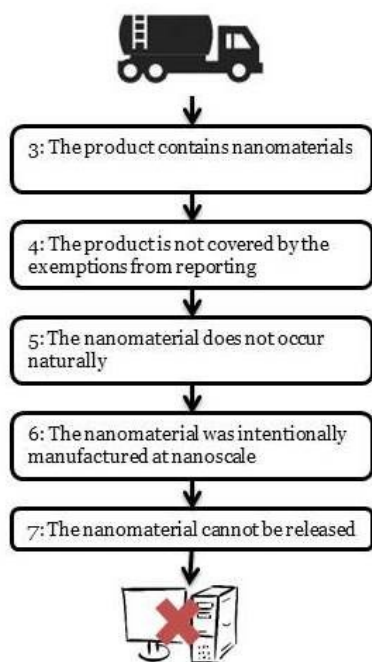 3: The product contains nanomaterials
4: The product is not covered by the
exemptions from reporting
5: The nanomaterial does not occur
naturally
6: The nanomaterial was intentionally
manufactured at nanoscale
7: The nanomaterial cannot be released